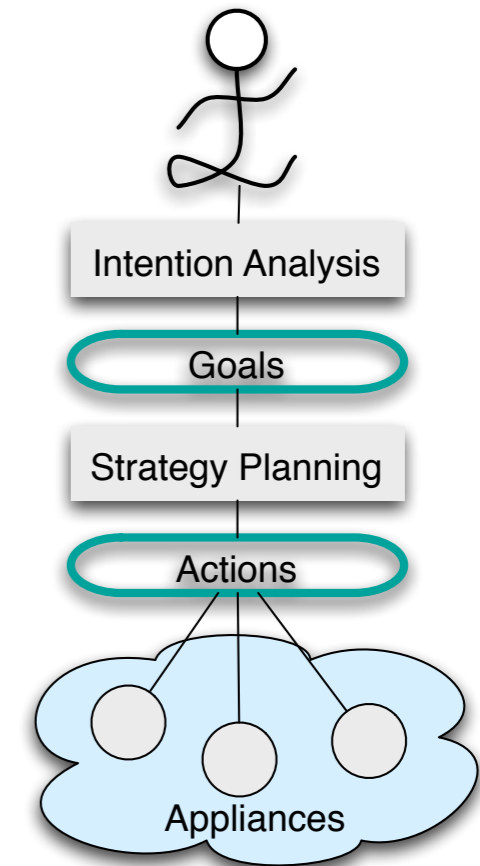 Intention Analysis
Goals
Strategy Planning
Actions
Appliances